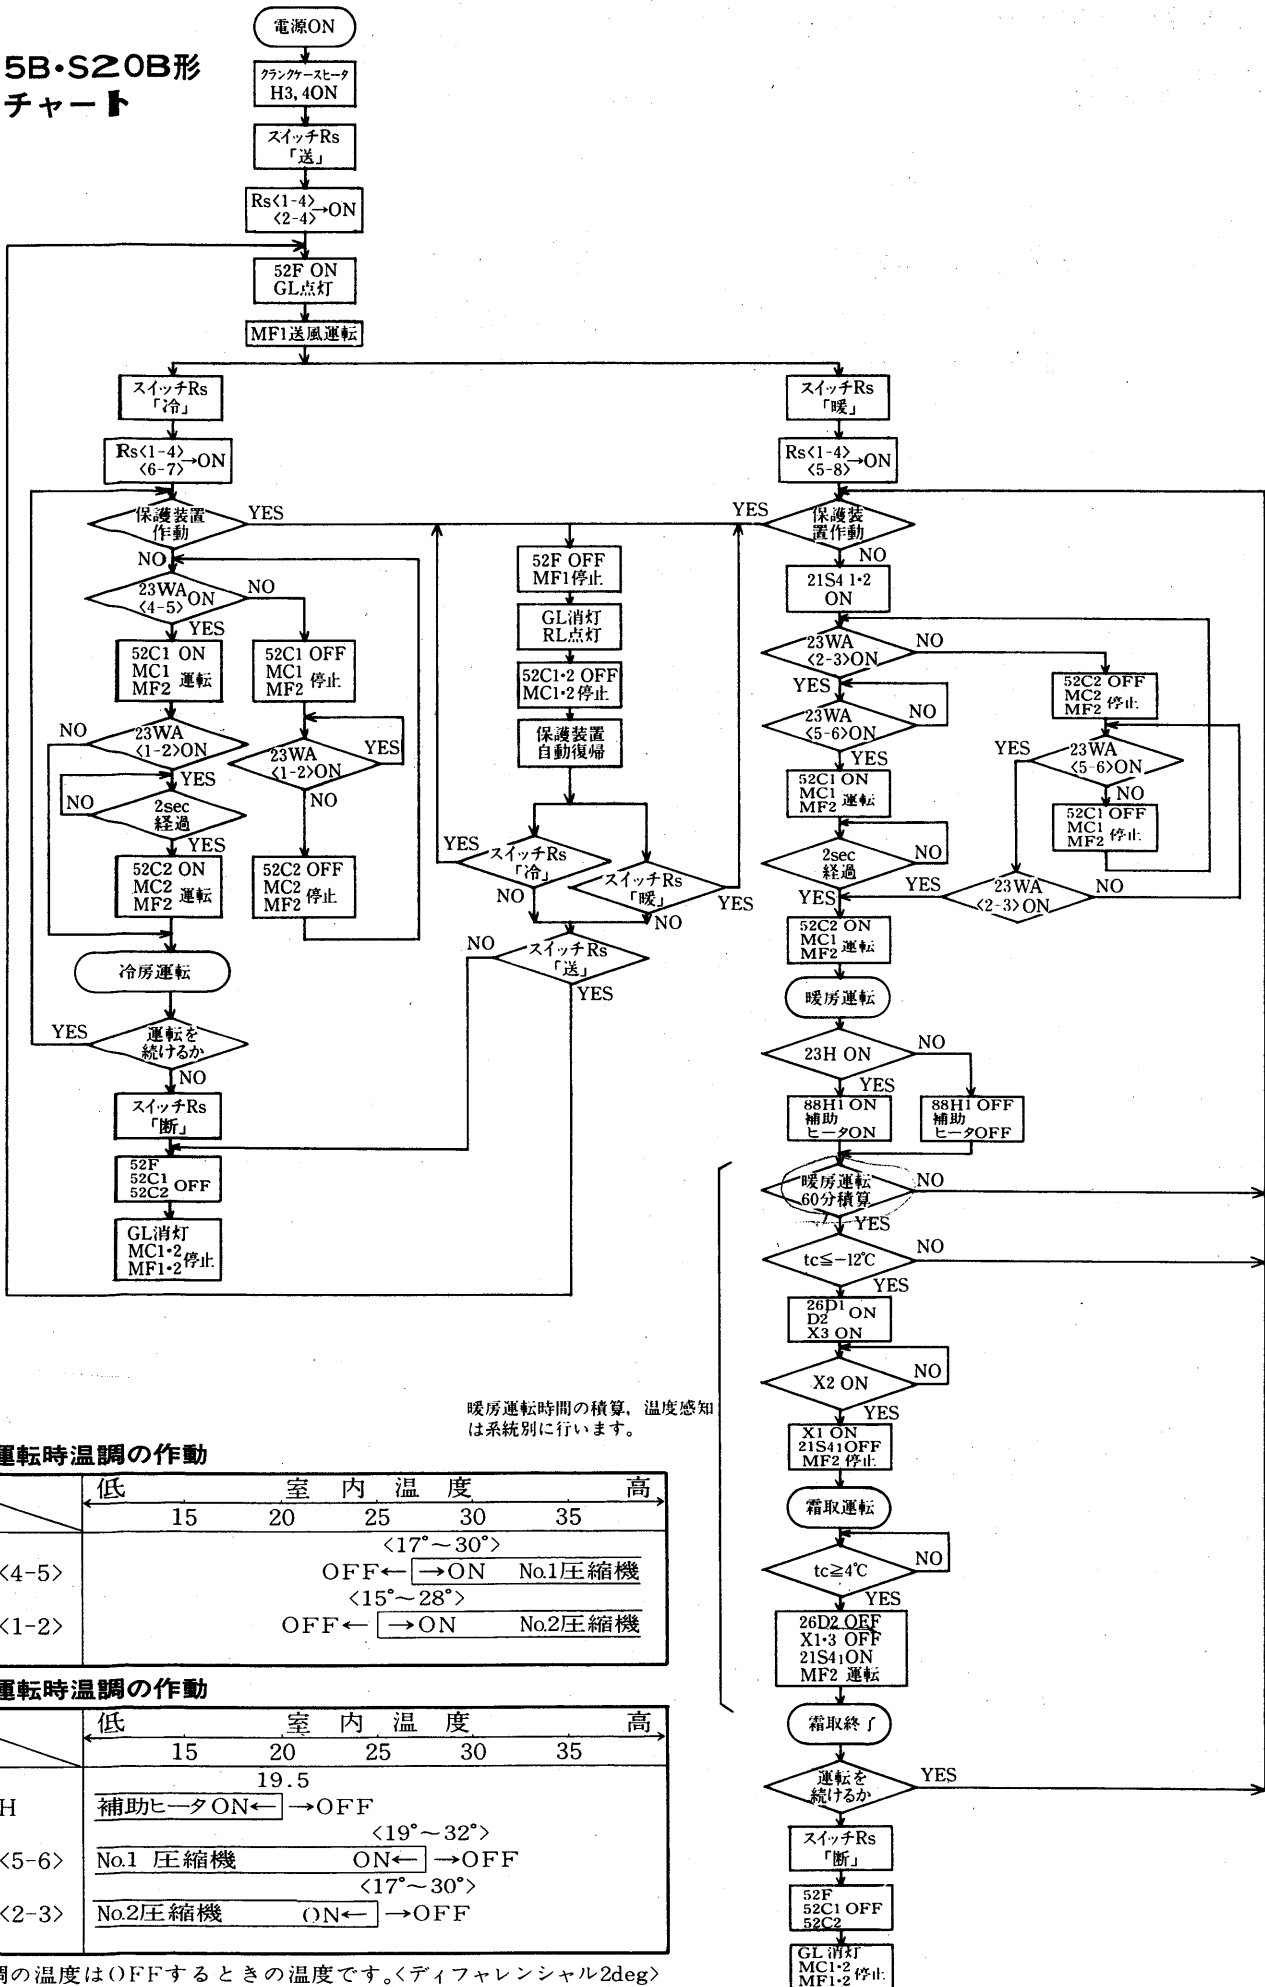 5B・S20B形
チャート
電源ON
クランクケースヒータ
H3,4ON
スイッチRs
「送」
Rs<1-4>→ON
<2-4>
52F ON
GL点灯
MF1送風運転
スイッチRs
「冷」
Rs<1-4>→ON
<6-7>
保護装置
作動
YES
NO
23WA
<4-5>ON
NO
YES
52C1 ON
MC1
MF2 運転
52C1 OFF
MC1
MF2 停止
NO
23WA
<1-2>ON
YES
23WA
<1-2>ON
YES
NO
NO
2sec
経過
YES
52C2 ON
MC2
MF2 運転
52C2 OFF
MC2
MF2 停止
冷房運転
YES
運転を
続けるか
NO
スイッチRs
「断」
52F
52C1
52C2 OFF
GL消灯
MC1・2
MF1・2 停止
52F OFF
MF1停止
GL消灯
RL点灯
52C1・2 OFF
MC1・2停止
保護装置
自動復帰
YES
スイッチRs
「冷」
NO
スイッチRs
「暖」
YES
NO
NO
スイッチRs
「送」
YES
スイッチRs
「暖」
Rs<1-4>→ON
<5-8>
YES
保護装
置作動
NO
21S4 1・2
ON
23WA
<2-3>ON
NO
YES
52C2 OFF
MC2
MF2 停止
23WA
<5-6>ON
NO
YES
YES
23WA
<5-6>ON
NO
52C1 ON
MC1
MF2 運転
52C1 OFF
MC1
MF2 停止
2sec
経過
NO
YES
YES
23WA
<2-3>ON
NO
52C2 ON
MC1
MF2 運転
暖房運転
23H ON
NO
YES
88H1 ON
補助
ヒータON
88H1 OFF
補助
ヒータOFF
暖房運転
60分積算
NO
YES
tc≦-12℃
NO
YES
26D1
D2 ON
X3 ON
X2 ON
NO
YES
X1 ON
21S41OFF
MF2 停止
霜取運転
tc≧4℃
NO
YES
26D2 OFF
X1・3 OFF
21S41ON
MF2 運転
霜取終了
運転を
続けるか
YES
スイッチRs
「断」
52F
52C1 OFF
52C2
GL消灯
MC1・2
MF1・2 停止
暖房運転時間の積算，温度感知
は系統別に行います。
運転時温調の作動
低 室内温度 高
15 20 25 30 35
<17°～30°>
<4-5> OFF← →ON No.1圧縮機
<15°～28°>
<1-2> OFF← →ON No.2圧縮機
運転時温調の作動
低 室内温度 高
15 20 25 30 35
19.5
H 補助ヒータON← →OFF
<19°～32°>
<5-6> No.1 圧縮機 ON← →OFF
<17°～30°>
<2-3> No.2圧縮機 ON← →OFF
調の温度はOFFするときの温度です。<ディファレンシャル2deg>